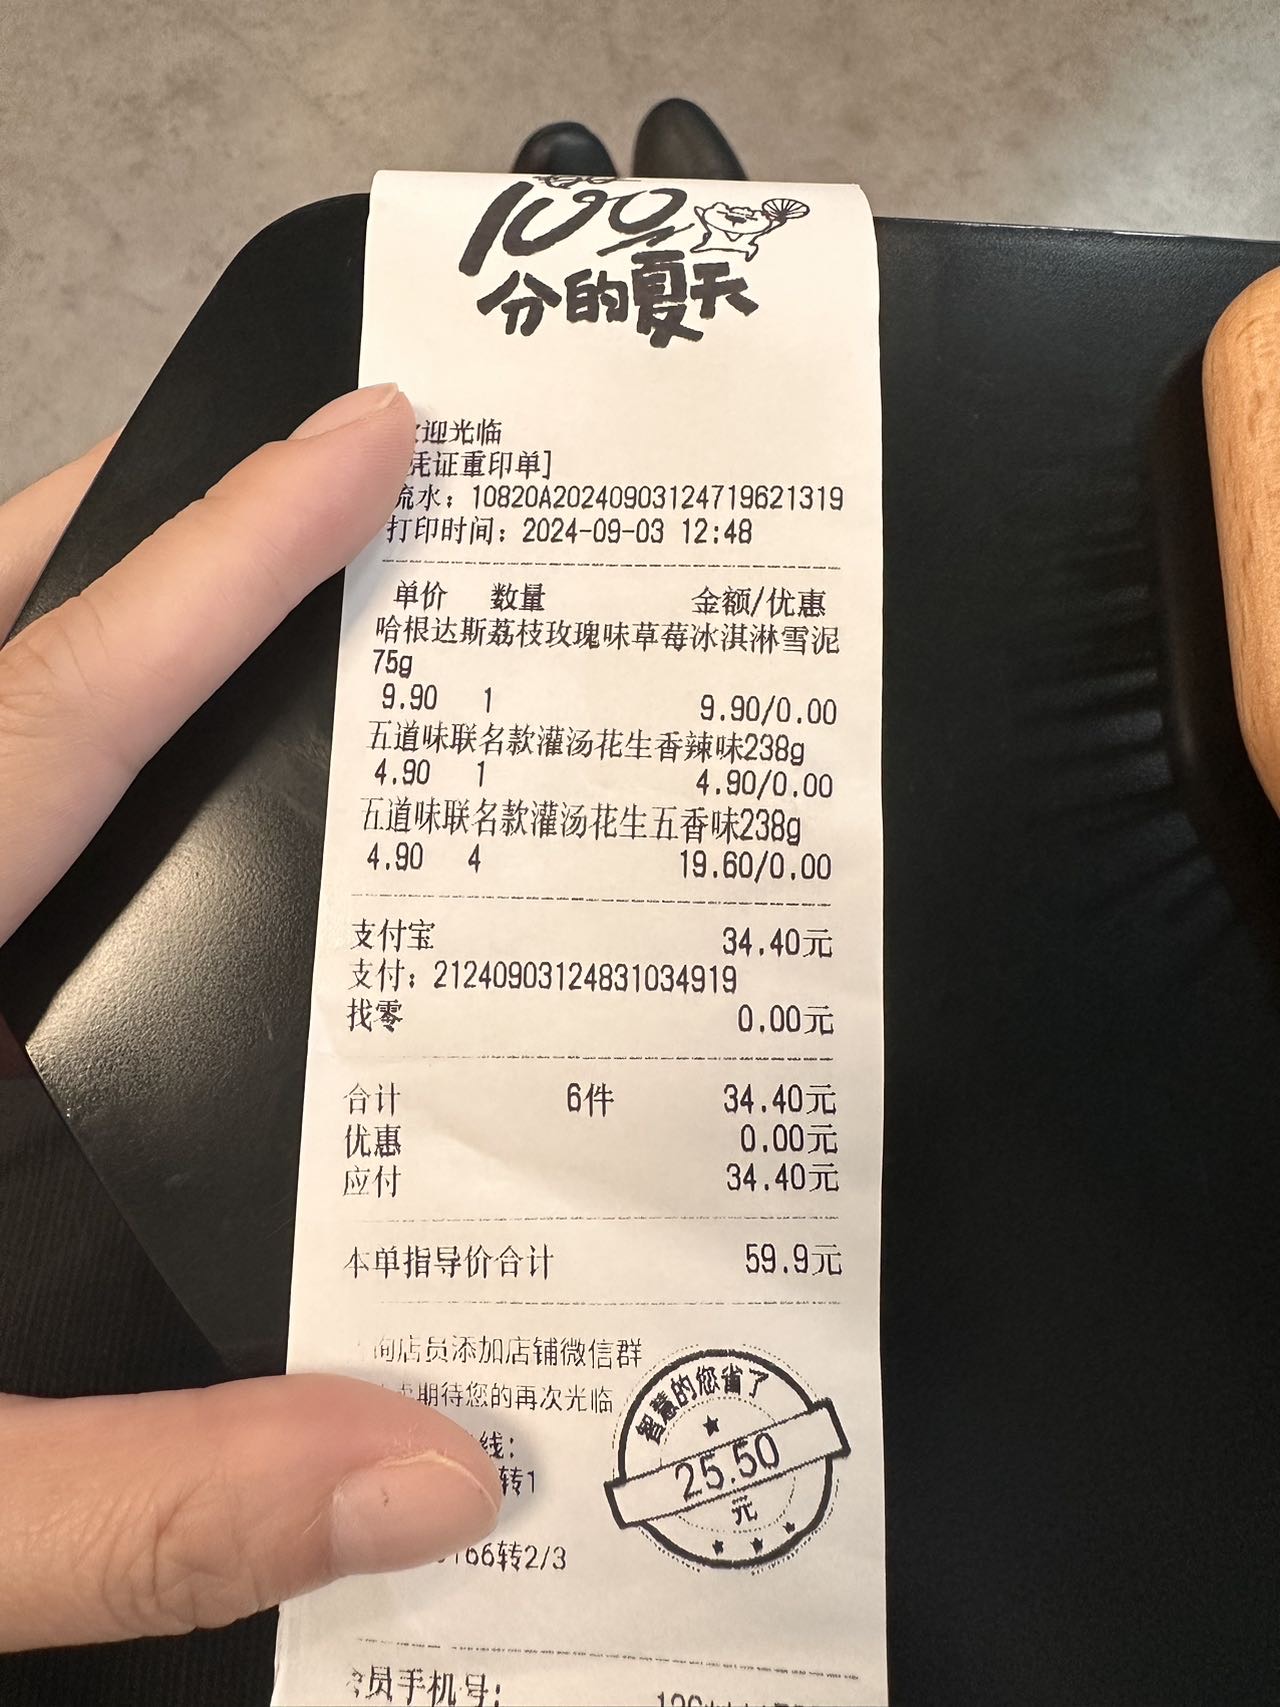 100
分的夏天
迎光临
凭证重印单]
流水：10820A20240903124719621319
打印时间：2024-09-03 12:48
单价 数量 金额/优惠
哈根达斯荔枝玫瑰味草莓冰淇淋雪泥
75g
9.90 1 9.90/0.00
五道味联名款灌汤花生香辣味238g
4.90 1 4.90/0.00
五道味联名款灌汤花生五香味238g
4.90 4 19.60/0.00
支付宝 34.40元
支付：21240903124831034919
找零 0.00元
合计 6件 34.40元
优惠 0.00元
应付 34.40元
本单指导价合计 59.9元
询店员添加店铺微信群
期待您的再次光临
线：
转1
166转2/3
智慧的您省了
25.50
元
员手机号：